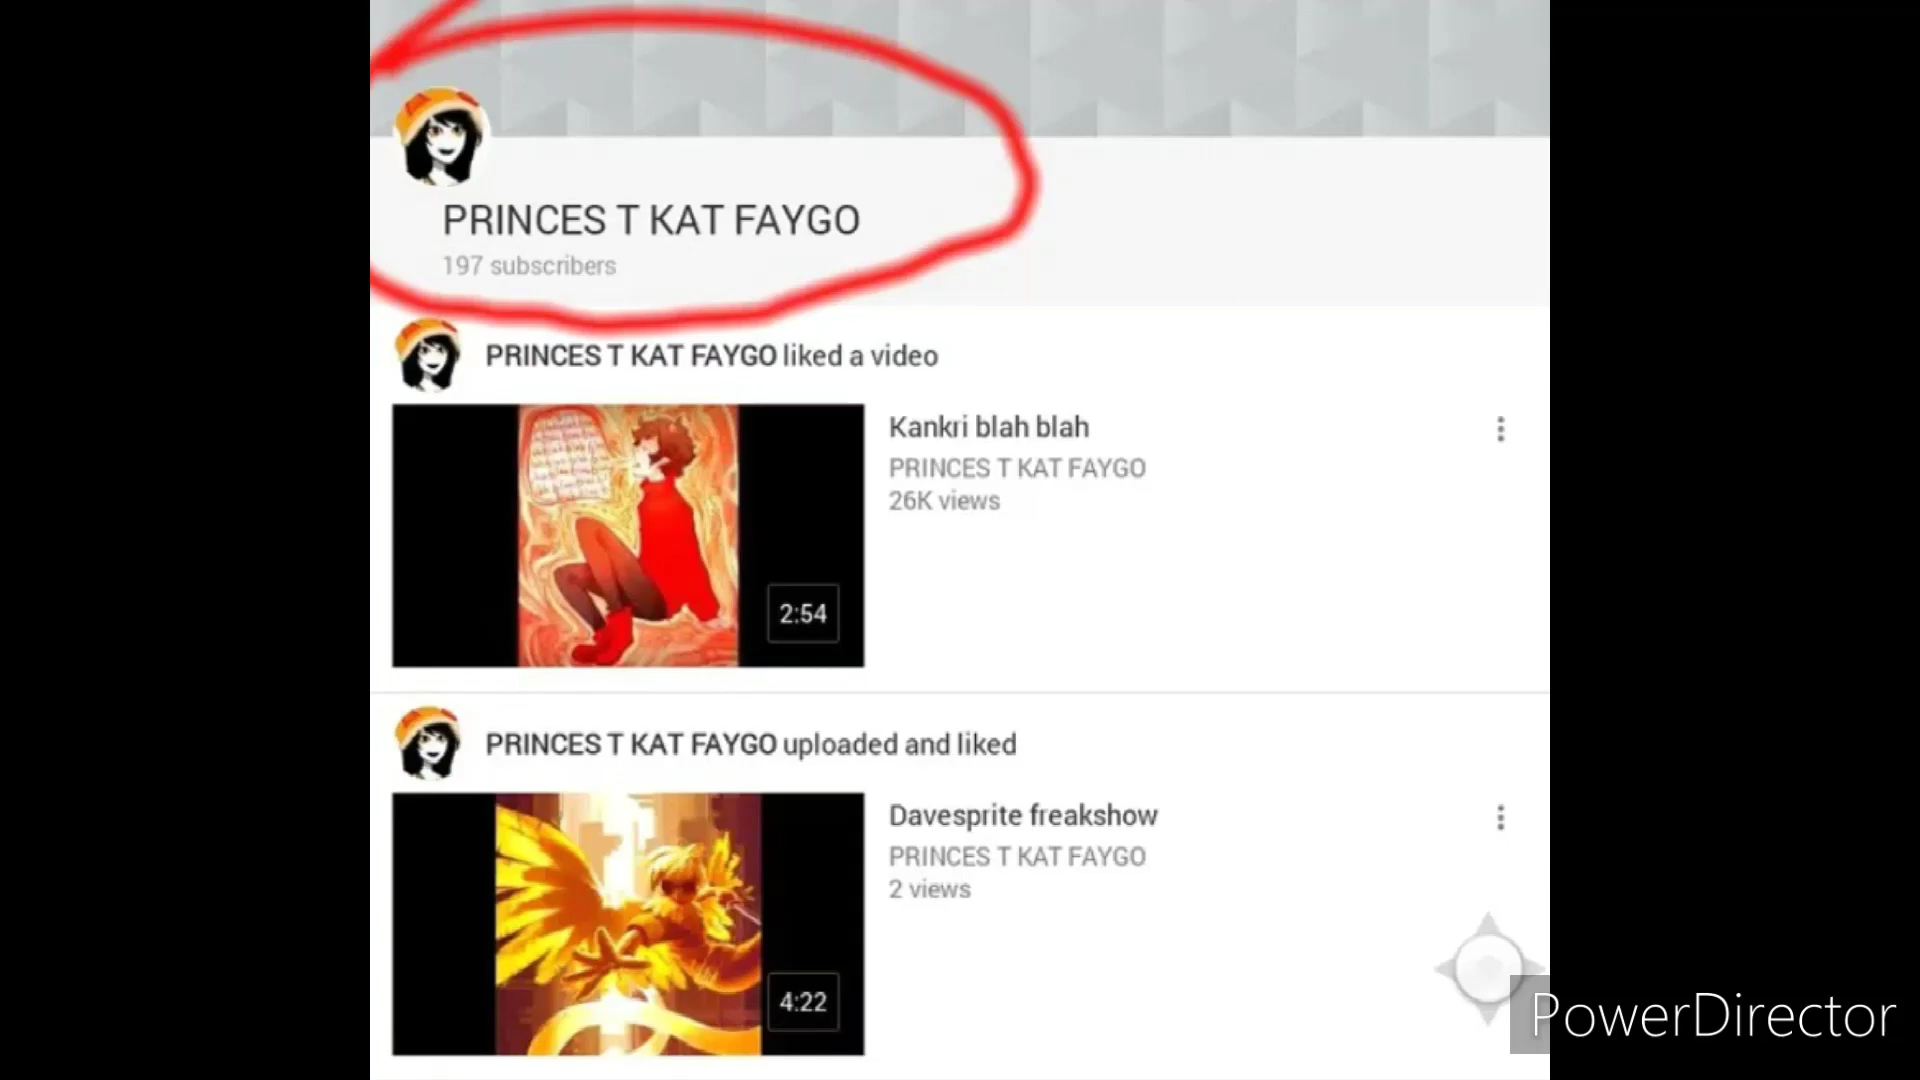 PRINCES T KAT FAYGO
197 subscribers
PRINCES T KAT FAYGO liked a video
Kankri blah blah
PRINCES T KAT FAYGO
26K views
2:54
PRINCES T KAT FAYGO uploaded and liked
Davesprite freakshow
PRINCES T KAT FAYGO
2 views
4:22
PowerDirector